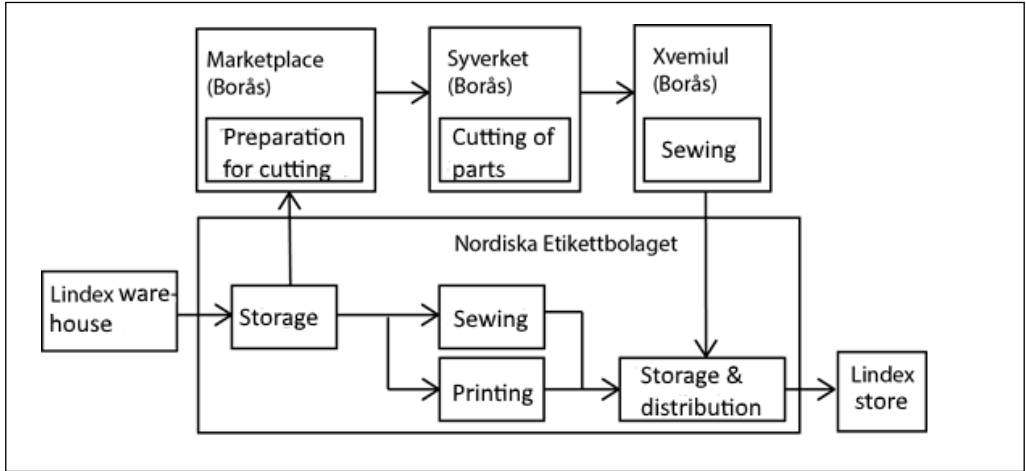 Marketplace
(Borås)
Preparation
for cutting
Syverket
(Borås)
Cutting of
parts
Xvemiul
(Borås)
Sewing
Nordiska Etikettbolaget
Lindex ware-
house
Storage
Sewing
Printing
Storage &
distribution
Lindex
store